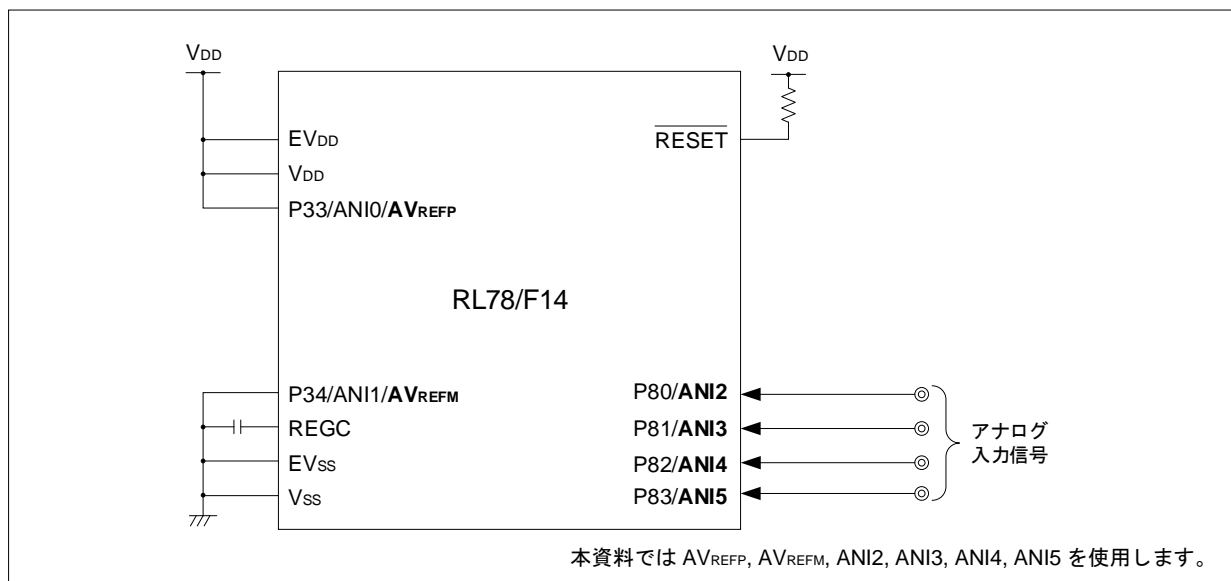 VDD
VDD
EVDD
RESET
VDD
P33/ANI0/AVREFP
RL78/F14
P34/ANI1/AVREFM
P80/ANI2
REGC
P81/ANI3
アナログ
入力信号
EVSS
P82/ANI4
VSS
P83/ANI5
本資料では AVREFP, AVREFM, ANI2, ANI3, ANI4, ANI5 を使用します。